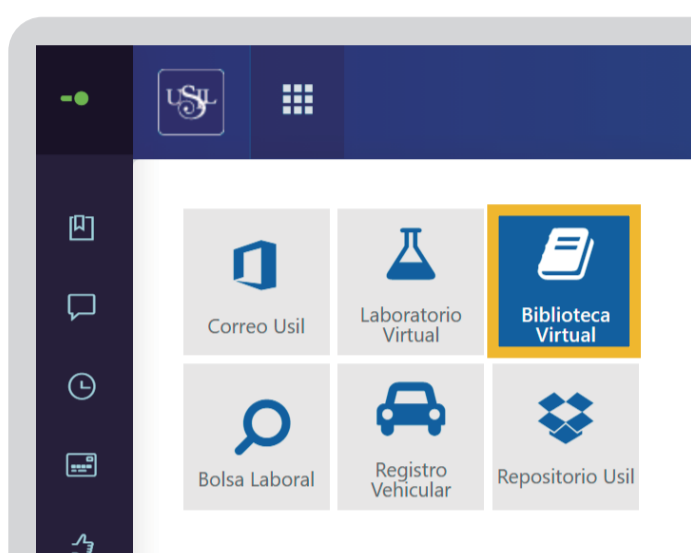 USIL
Correo Usil
Laboratorio
Virtual
Biblioteca
Virtual
Bolsa Laboral
Registro
Vehicular
Repositorio Usil